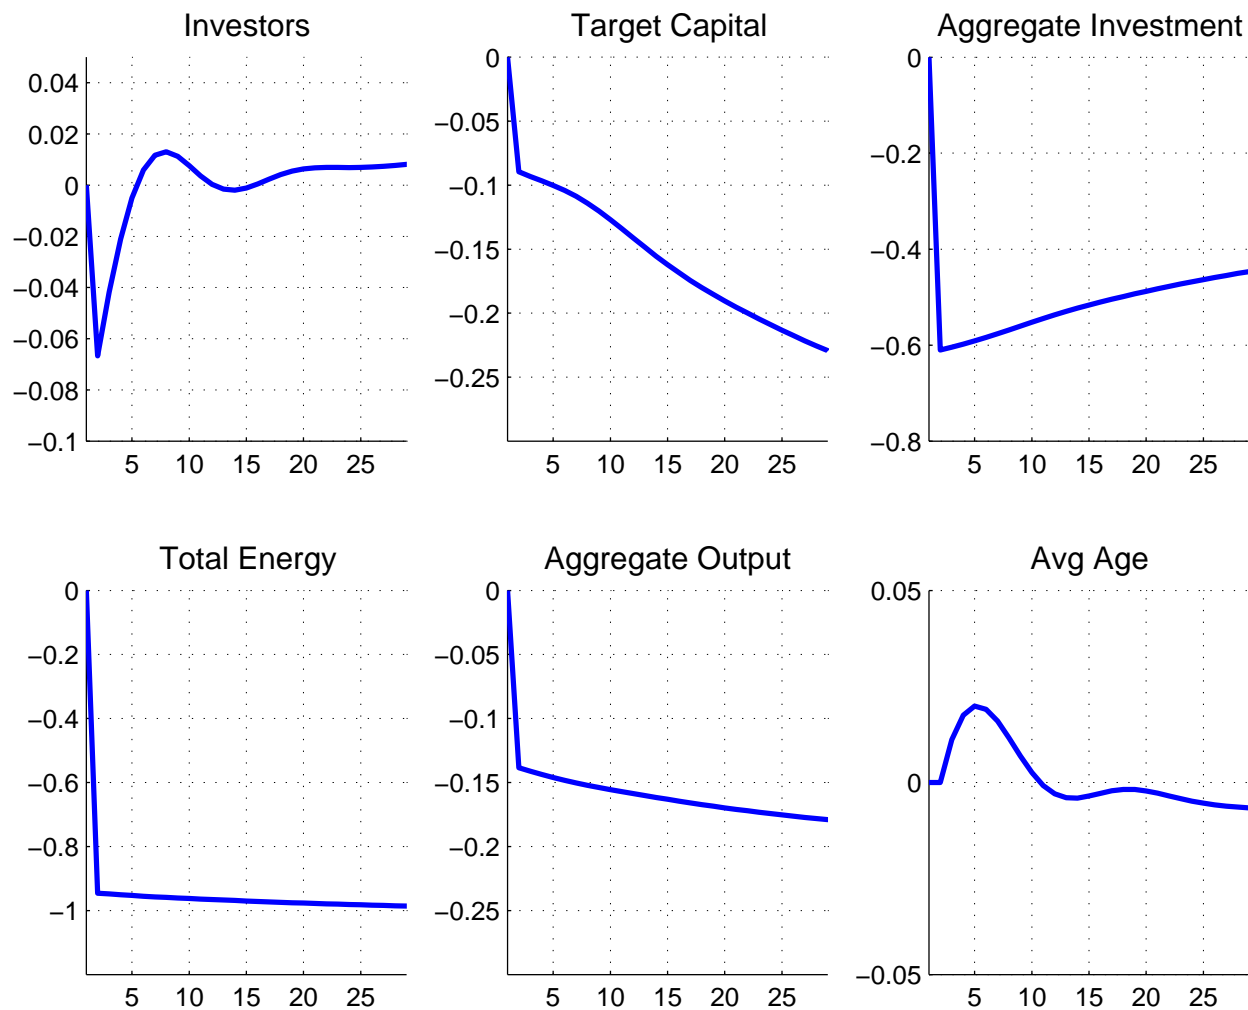 Investors
Target Capital
Aggregate Investment
0.04
0.02
0
−0.02
−0.04
−0.06
−0.08
−0.1
5 10 15 20 25
0
−0.05
−0.1
−0.15
−0.2
−0.25
5 10 15 20 25
0
−0.2
−0.4
−0.6
−0.8
5 10 15 20 25
Total Energy
Aggregate Output
Avg Age
0
−0.2
−0.4
−0.6
−0.8
−1
5 10 15 20 25
0
−0.05
−0.1
−0.15
−0.2
−0.25
5 10 15 20 25
0.05
0
−0.05
5 10 15 20 25